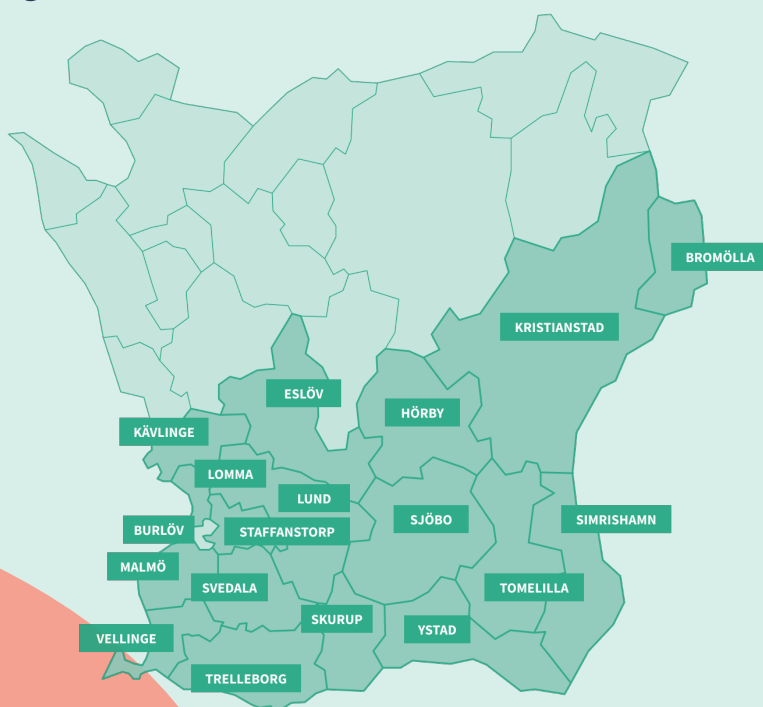 BROMÖLLA
KRISTIANSTAD
ESLÖV
HÖRBY
KÄVLINGE
LOMMA
LUND
SJÖBO
SIMRISHAMN
BURLÖV
STAFFANSTORP
MALMÖ
SVEDALA
TOMELILLA
SKURUP
YSTAD
VELLINGE
TRELLEBORG